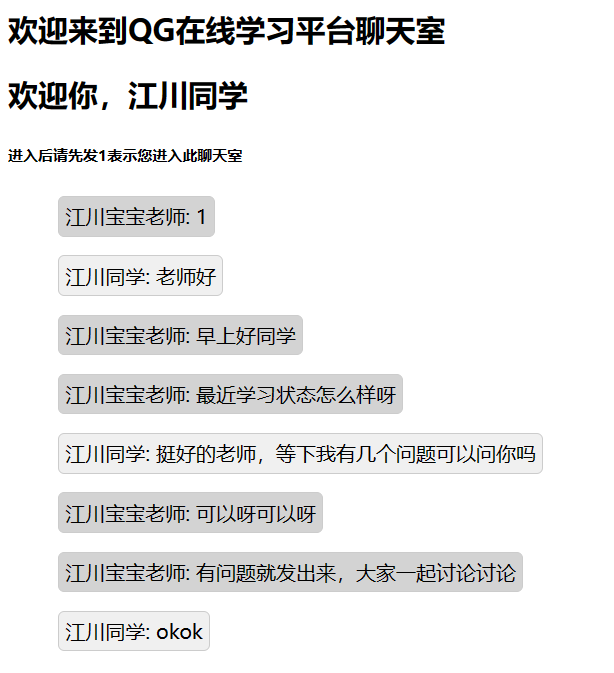 欢迎来到QG在线学习平台聊天室
欢迎你，江川同学
进入后请先发1表示您进入此聊天室
江川宝宝老师: 1
江川同学: 老师好
江川宝宝老师: 早上好同学
江川宝宝老师: 最近学习状态怎么样呀
江川同学: 挺好的老师，等下我有几个问题可以问你吗
江川宝宝老师: 可以呀可以呀
江川宝宝老师: 有问题就发出来，大家一起讨论讨论
江川同学: okok